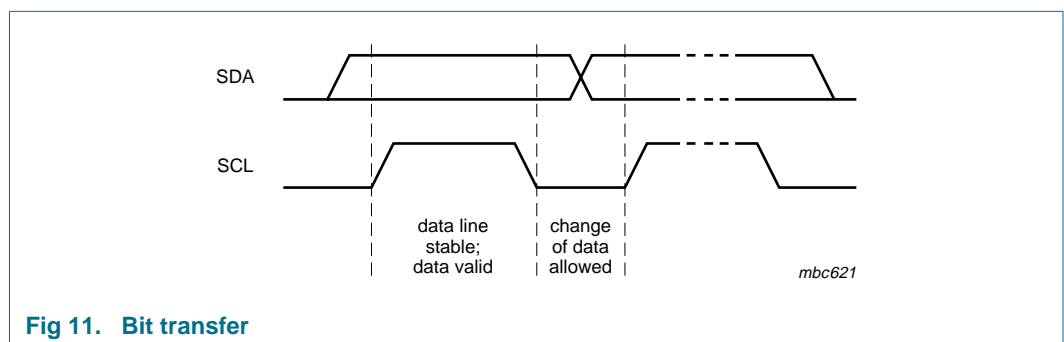 SDA
SCL
data line
stable;
data valid
change
of data
allowed
mbc621
Fig 11. Bit transfer